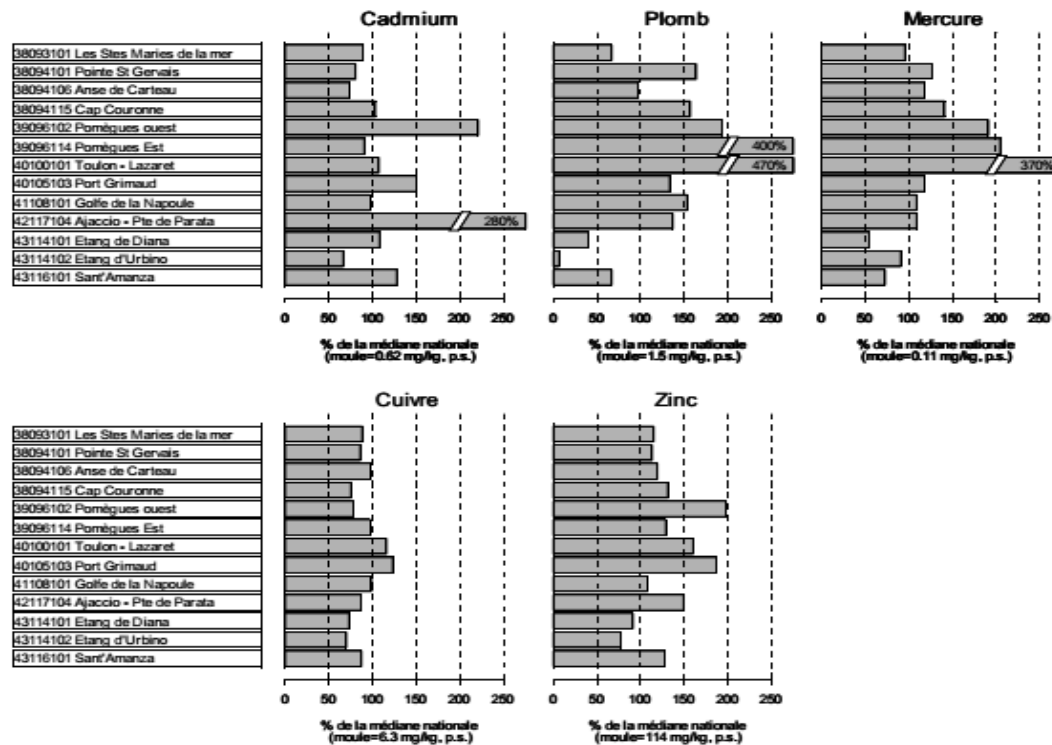 Cadmium Plomb Mercure
38093101 Les Stes Maries de la mer
38094101 Pointe St Gervais
38094106 Anse de Carteau
38094115 Cap Couronne
39096102 Pomègues ouest
39096114 Pomègues Est 400%
40100101 Toulon - Lazaret 470% 370%
40105103 Port Grimaud
41108101 Golfe de la Napoule
42117104 Ajaccio - Pte de Parata 280%
43114101 Etang de Diana
43114102 Etang d'Urbino
43116101 Sant'Amanza
0 50 100 150 200 250 0 50 100 150 200 250 0 50 100 150 200 250
% de la médiane nationale % de la médiane nationale % de la médiane nationale
(moule=0.62 mg/kg, p.s.) (moule=1.5 mg/kg, p.s.) (moule=0.11 mg/kg, p.s.)
Cuivre Zinc
38093101 Les Stes Maries de la mer
38094101 Pointe St Gervais
38094106 Anse de Carteau
38094115 Cap Couronne
39096102 Pomègues ouest
39096114 Pomègues Est
40100101 Toulon - Lazaret
40105103 Port Grimaud
41108101 Golfe de la Napoule
42117104 Ajaccio - Pte de Parata
43114101 Etang de Diana
43114102 Etang d'Urbino
43116101 Sant'Amanza
0 50 100 150 200 250 0 50 100 150 200 250
% de la médiane nationale % de la médiane nationale
(moule=6.3 mg/kg, p.s.) (moule=114 mg/kg, p.s.)